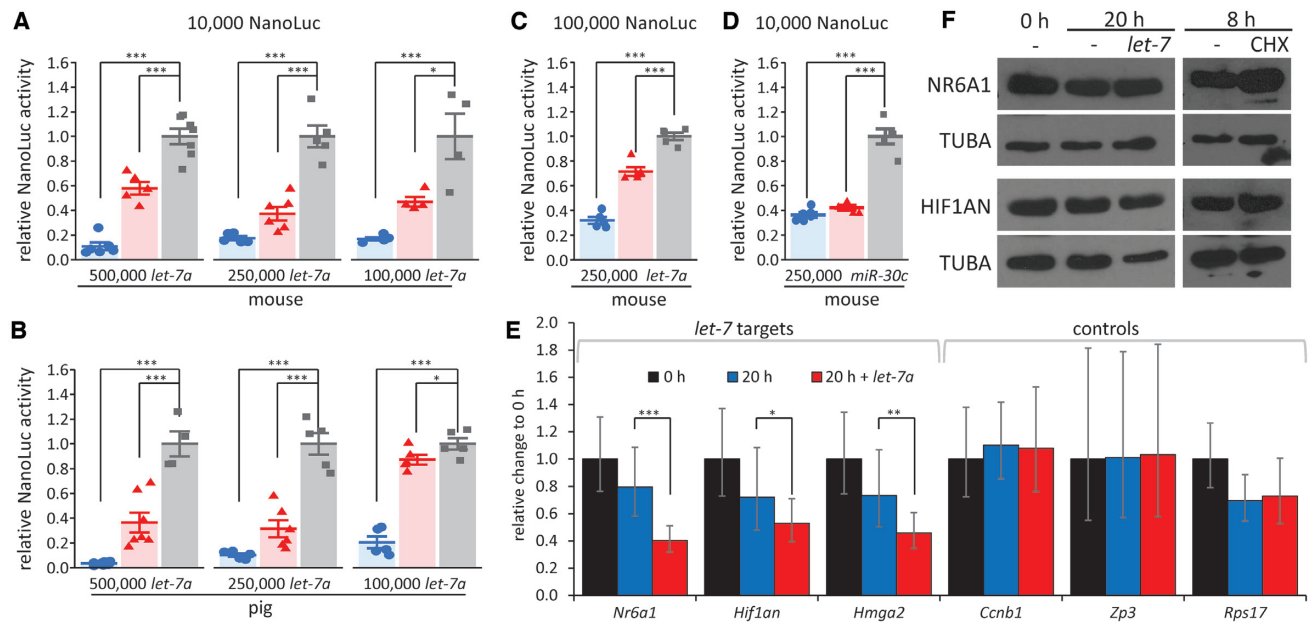 A
10,000 NanoLuc
relative NanoLuc activity
1.6
1.4
1.2
1.0
0.8
0.6
0.4
0.2
0.0
*** *** *** *** *** *
500,000 let-7a 250,000 let-7a 100,000 let-7a
mouse
B
relative NanoLuc activity
1.6
1.4
1.2
1.0
0.8
0.6
0.4
0.2
0.0
*** *** *** *** *** *
500,000 let-7a 250,000 let-7a 100,000 let-7a
pig
C
100,000 NanoLuc
relative NanoLuc activity
1.6
1.4
1.2
1.0
0.8
0.6
0.4
0.2
0.0
*** ***
250,000 let-7a
mouse
D
10,000 NanoLuc
relative NanoLuc activity
1.6
1.4
1.2
1.0
0.8
0.6
0.4
0.2
0.0
*** ***
250,000 miR-30c
mouse
E
relative change to 0 h
2.0
1.8
1.6
1.4
1.2
1.0
0.8
0.6
0.4
0.2
0.0
let-7 targets controls
0 h 20 h 20 h + let-7a
*** * **
Nr6a1 Hif1an Hmga2 Ccnb1 Zp3 Rps17
F
0 h 20 h 8 h
- - let-7 - CHX
NR6A1
TUBA
HIF1AN
TUBA